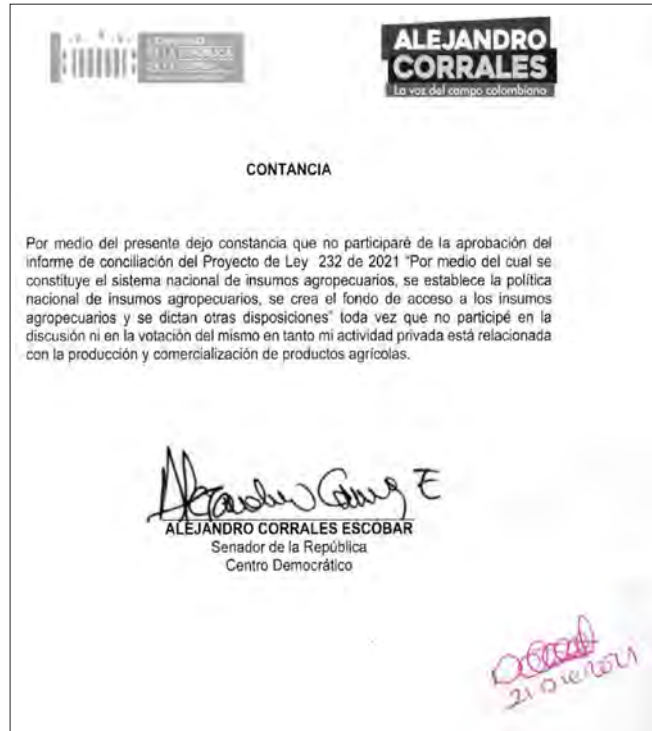 ALEJANDRO
CORRALES
La voz del campo colombiano
CONTANCIA
Por medio del presente dejo constancia que no participaré de la aprobación del
informe de conciliación del Proyecto de Ley 232 de 2021 "Por medio del cual se
constituye el sistema nacional de insumos agropecuarios, se establece la política
nacional de insumos agropecuarios, se crea el fondo de acceso a los insumos
agropecuarios y se dictan otras disposiciones" toda vez que no participé en la
discusión ni en la votación del mismo en tanto mi actividad privada está relacionada
con la producción y comercialización de productos agrícolas.
ALEJANDRO CORRALES ESCOBAR
Senador de la República
Centro Democrático
21 Dic 2021